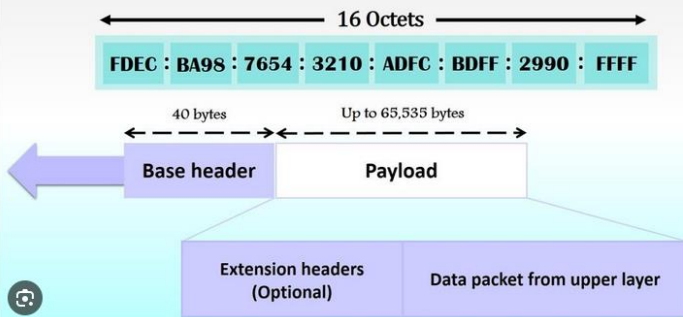 16 Octets
FDEC : BA98 : 7654 : 3210 : ADFC : BDFF : 2990 : FFFF
40 bytes
Up to 65,535 bytes
Base header
Payload
Extension headers
(Optional)
Data packet from upper layer